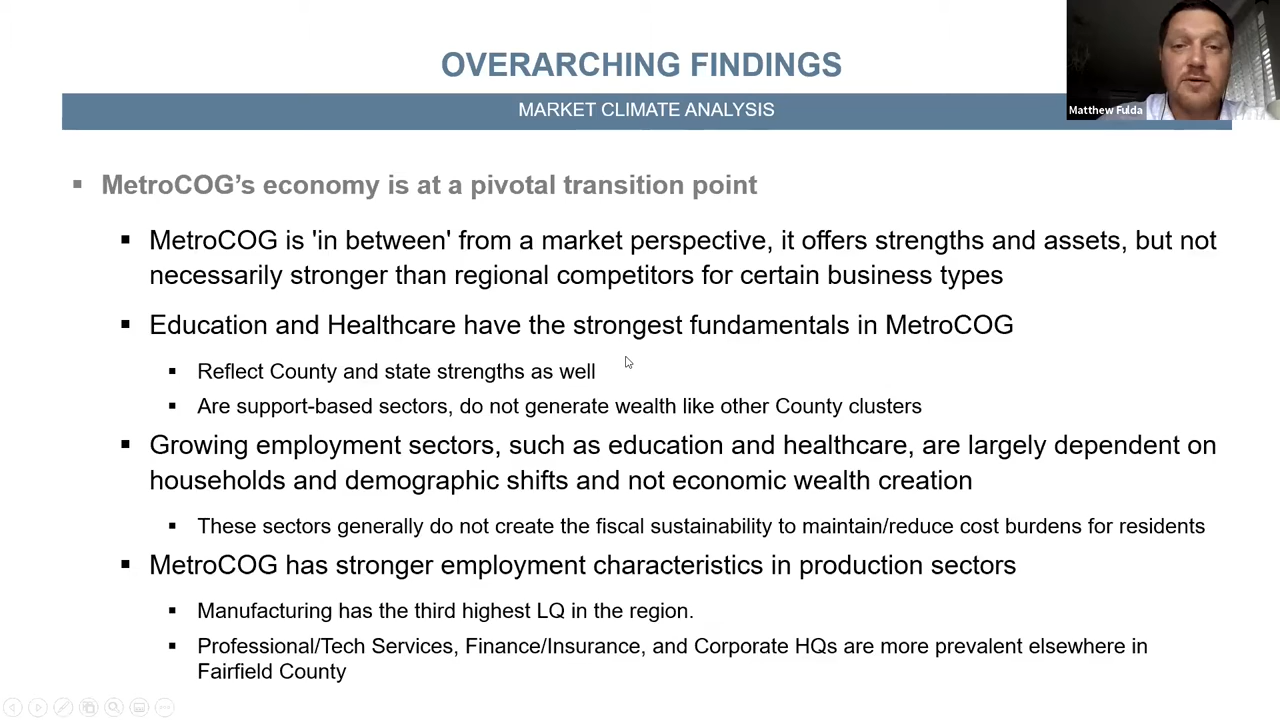 OVERARCHING FINDINGS
MARKET CLIMATE ANALYSIS
Matthew Fulda
▪ MetroCOG’s economy is at a pivotal transition point
▪ MetroCOG is 'in between' from a market perspective, it offers strengths and assets, but not
necessarily stronger than regional competitors for certain business types
▪ Education and Healthcare have the strongest fundamentals in MetroCOG
▪ Reflect County and state strengths as well
▪ Are support-based sectors, do not generate wealth like other County clusters
▪ Growing employment sectors, such as education and healthcare, are largely dependent on
households and demographic shifts and not economic wealth creation
▪ These sectors generally do not create the fiscal sustainability to maintain/reduce cost burdens for residents
▪ MetroCOG has stronger employment characteristics in production sectors
▪ Manufacturing has the third highest LQ in the region.
▪ Professional/Tech Services, Finance/Insurance, and Corporate HQs are more prevalent elsewhere in
Fairfield County